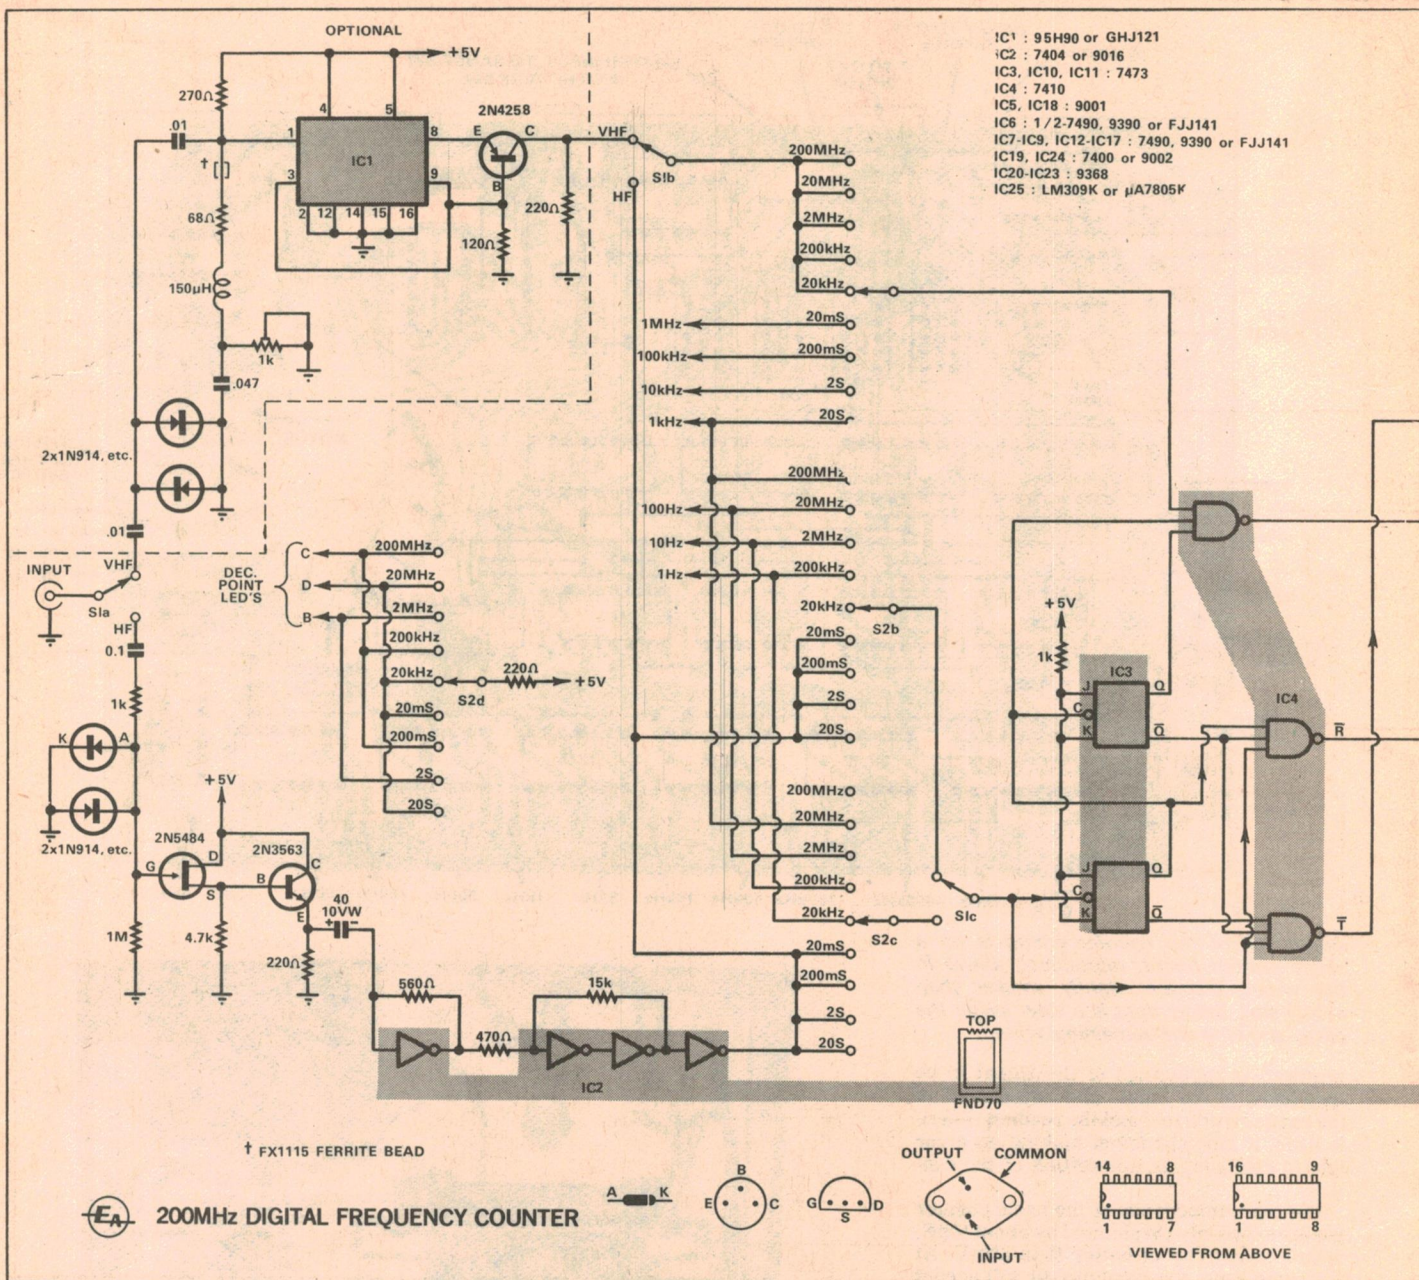 OPTIONAL
+5V
270Ω
.01
†
68Ω
150µH
1k
.047
2x1N914, etc.
.01
4
5
1
8
3
9
IC1
2
12
14
15
16
2N4258
E
C
B
120Ω
220Ω
VHF
HF
SIb
IC1 : 95H90 or GHJ121
IC2 : 7404 or 9016
IC3, IC10, IC11 : 7473
IC4 : 7410
IC5, IC18 : 9001
IC6 : 1/2-7490, 9390 or FJJ141
IC7-IC9, IC12-IC17 : 7490, 9390 or FJJ141
IC19, IC24 : 7400 or 9002
IC20-IC23 : 9368
IC25 : LM309K or µA7805K
200MHz
20MHz
2MHz
200kHz
20kHz
1MHz
20mS
100kHz
200mS
10kHz
2S
1kHz
20S
200MHz
100Hz
20MHz
10Hz
2MHz
1Hz
200kHz
20kHz
S2b
20mS
200mS
2S
20S
200MHz
20MHz
2MHz
200kHz
20kHz
S2c
20mS
200mS
2S
20S
INPUT
VHF
SIa
HF
0.1
1k
K
A
2x1N914, etc.
DEC.
POINT
LED'S
C
D
B
200MHz
20MHz
2MHz
200kHz
20kHz
220Ω
+5V
S2d
20mS
200mS
2S
20S
+5V
2N5484
D
G
S
2N3563
C
B
E
1M
4.7k
220Ω
40
10VW
+
−
560Ω
470Ω
15k
IC2
SIc
+5V
1k
IC3
J
C
K
Q
Q̅
J
C
K
Q
Q̅
IC4
R̅
T̅
TOP
FND70
† FX1115 FERRITE BEAD
EA
200MHz DIGITAL FREQUENCY COUNTER
A
K
B
E
C
G
D
S
OUTPUT
COMMON
INPUT
14
8
1
7
16
9
1
8
VIEWED FROM ABOVE